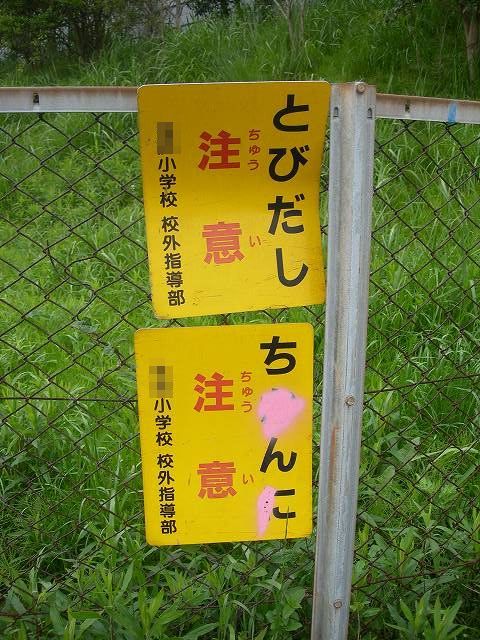 とびだし
ちゅうい
注意
小学校 校外指導部
ちんこ
ちゅうい
注意
小学校 校外指導部